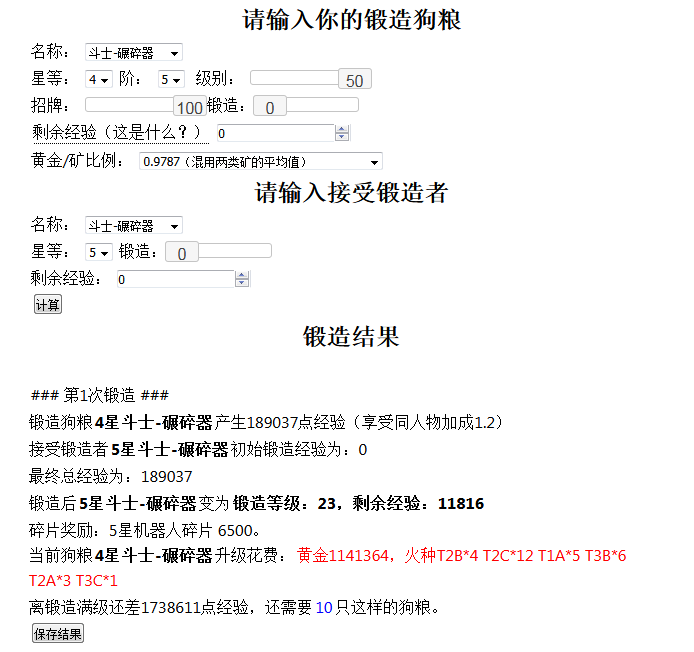 请输入你的锻造狗粮
名称： 斗士-碾碎器
星等： 4 阶： 5 级别： 50
招牌： 100 锻造： 0
剩余经验（这是什么？） 0
黄金/矿比例： 0.9787（混用两类矿的平均值）
请输入接受锻造者
名称： 斗士-碾碎器
星等： 5 锻造： 0
剩余经验： 0
计算
锻造结果
### 第1次锻造 ###
锻造狗粮4星斗士-碾碎器产生189037点经验（享受同人物加成1.2）
接受锻造者5星斗士-碾碎器初始锻造经验为：0
最终总经验为：189037
锻造后5星斗士-碾碎器变为锻造等级：23，剩余经验：11816
碎片奖励：5星机器人碎片 6500。
当前狗粮4星斗士-碾碎器升级花费： 黄金1141364，火种T2B*4 T2C*12 T1A*5 T3B*6
T2A*3 T3C*1
离锻造满级还差1738611点经验，还需要 10 只这样的狗粮。
保存结果